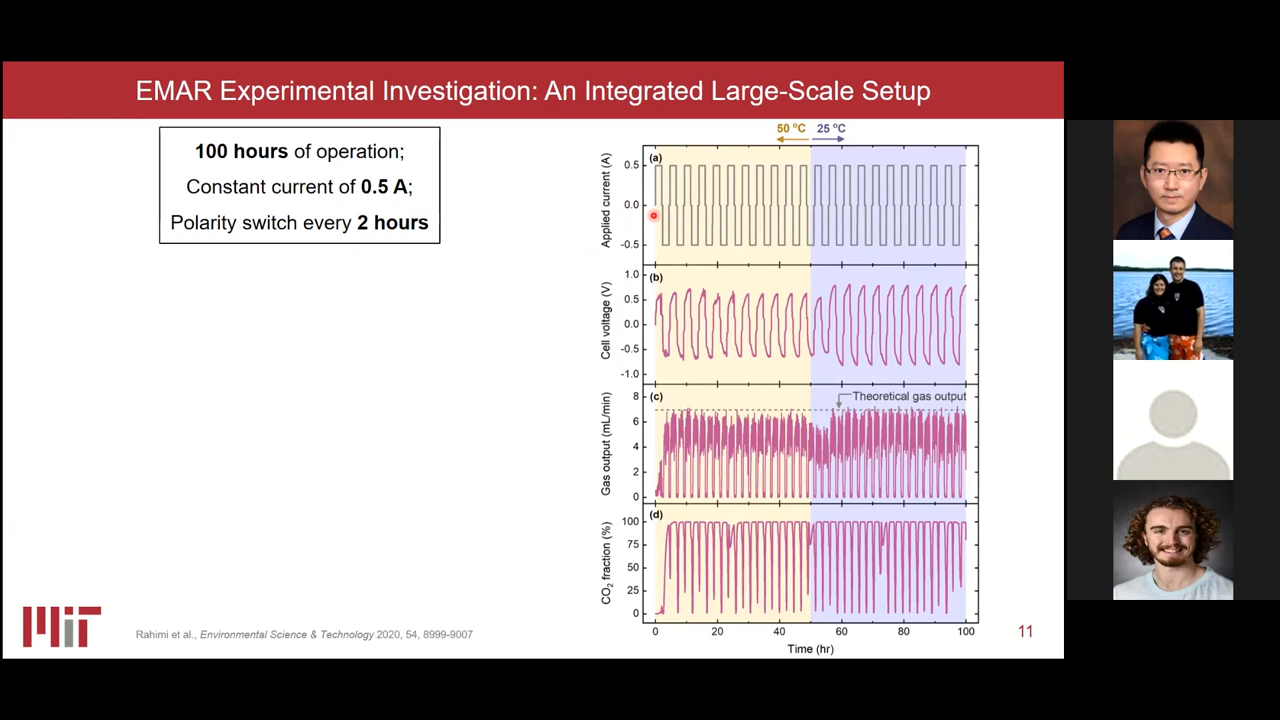 EMAR Experimental Investigation: An Integrated Large-Scale Setup
100 hours of operation;
Constant current of 0.5 A;
Polarity switch every 2 hours
50 °C
25 °C
(a)
Applied current (A)
0.5
0.0
-0.5
(b)
Cell voltage (V)
1.0
0.5
0.0
-0.5
-1.0
(c)
Theoretical gas output
Gas output (mL/min)
8
6
4
2
0
(d)
CO₂ fraction (%)
100
75
50
25
0
0
20
40
60
80
100
Time (hr)
MIT
Rahimi et al., Environmental Science & Technology 2020, 54, 8999-9007
11